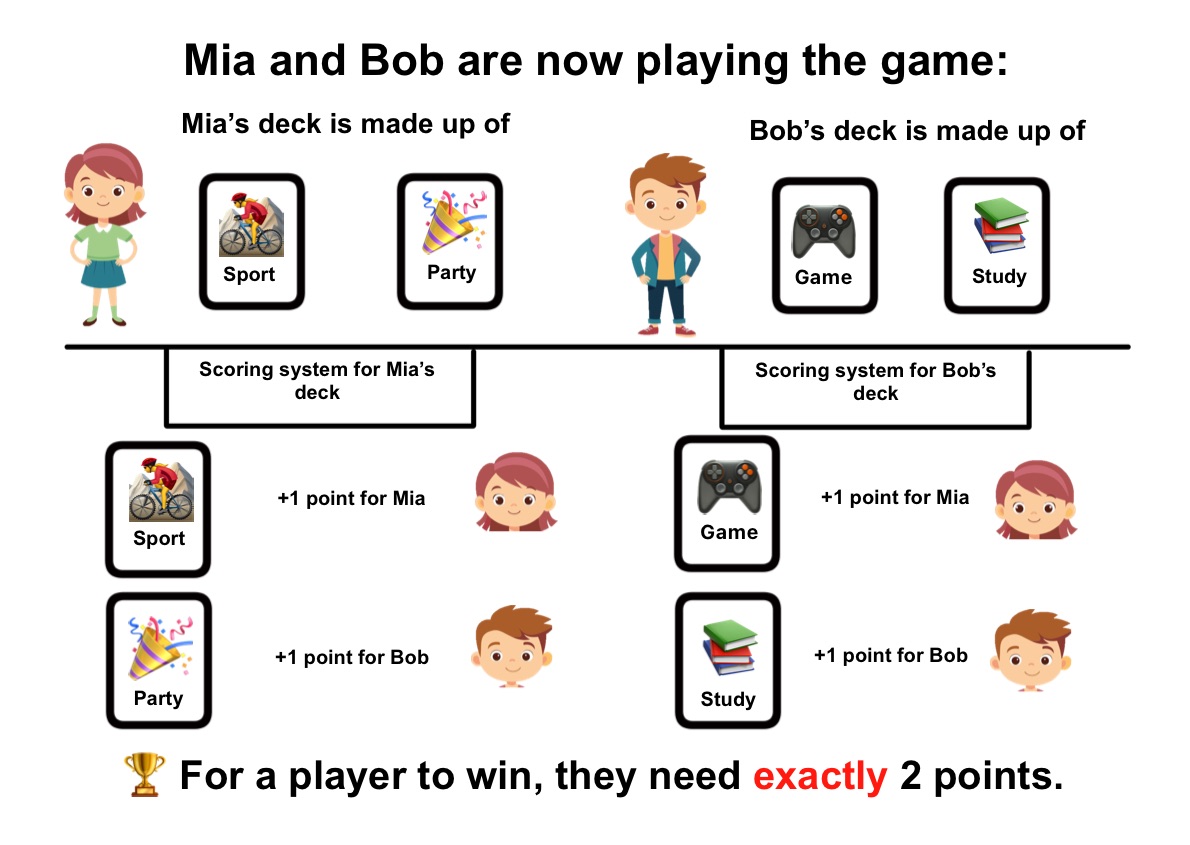 Mia and Bob are now playing the game:
Mia’s deck is made up of
Bob’s deck is made up of
Sport
Party
Game
Study
Scoring system for Mia’s
deck
Scoring system for Bob’s
deck
Sport
+1 point for Mia
Game
+1 point for Mia
Party
+1 point for Bob
Study
+1 point for Bob
For a player to win, they need exactly 2 points.